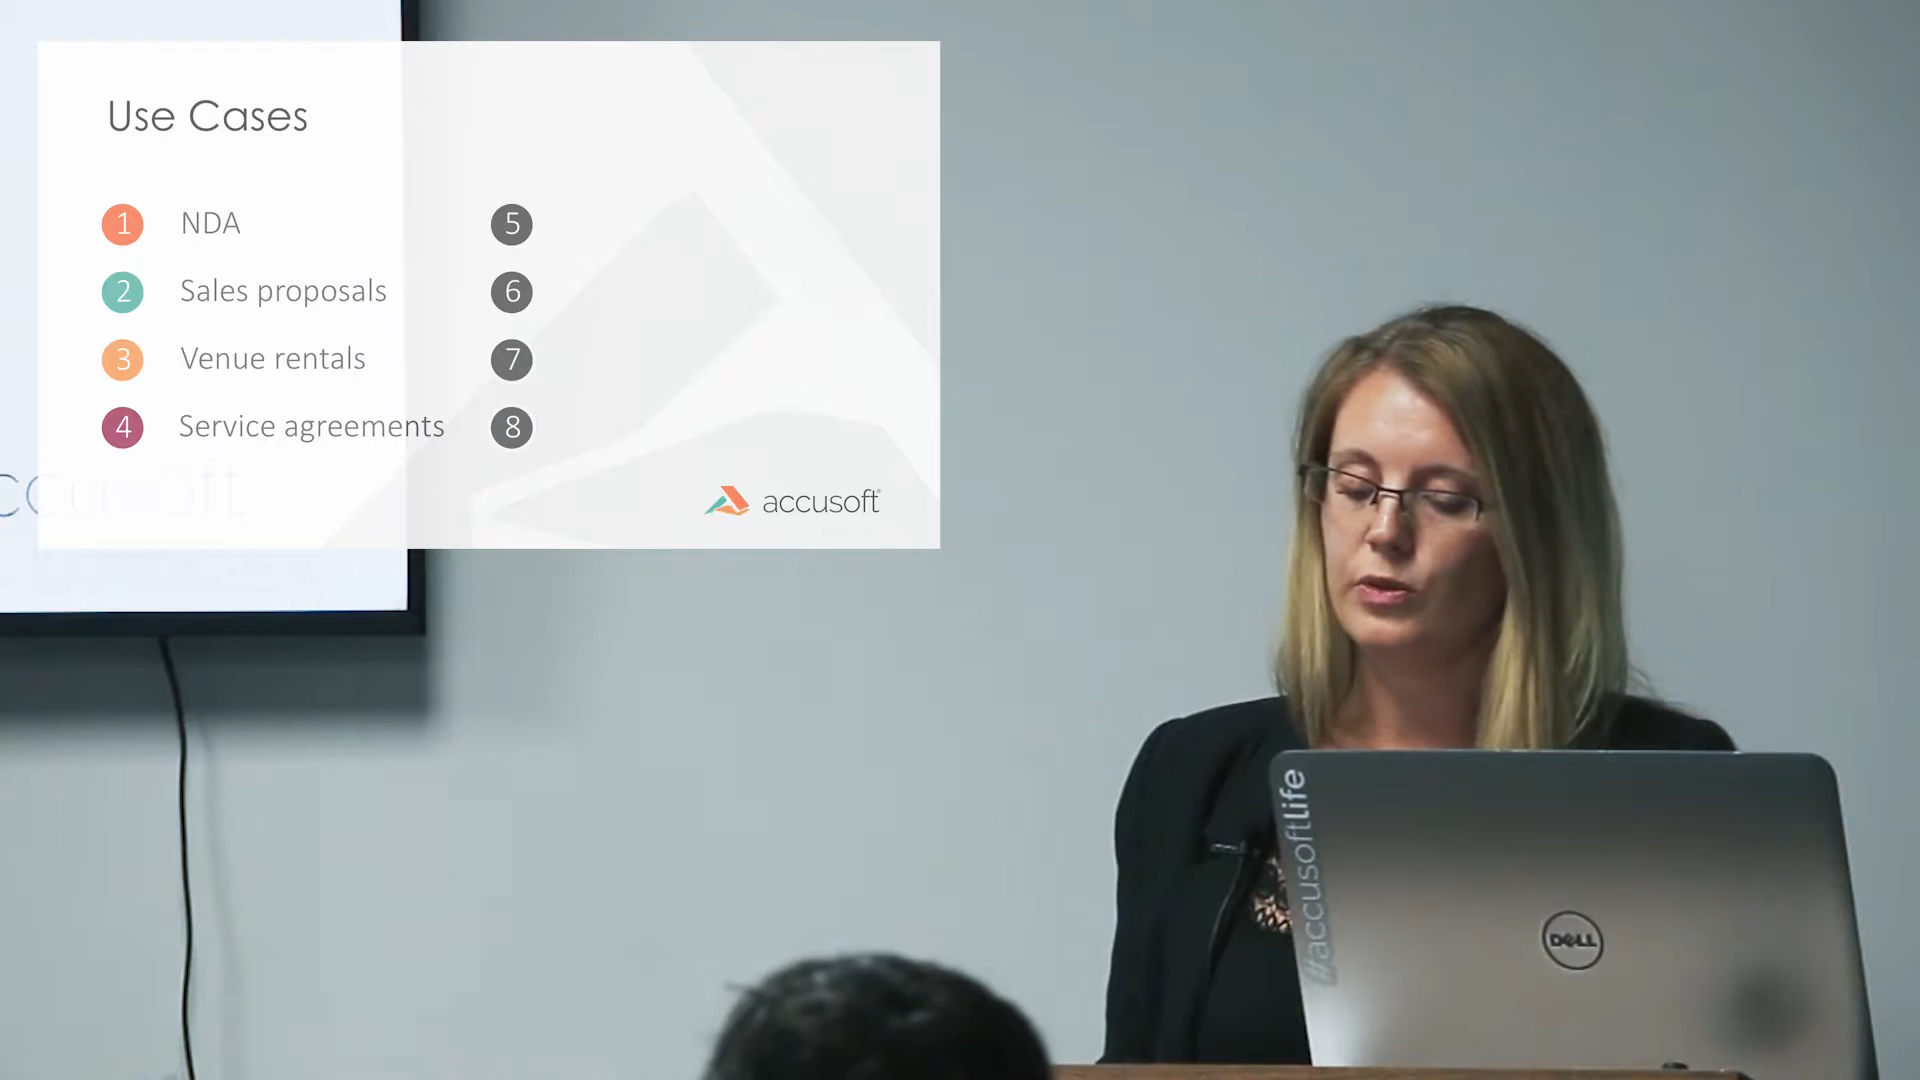 Use Cases
1 NDA
2 Sales proposals
3 Venue rentals
4 Service agreements
5
6
7
8
accusoft
accusoft
#accusoftlife
DELL